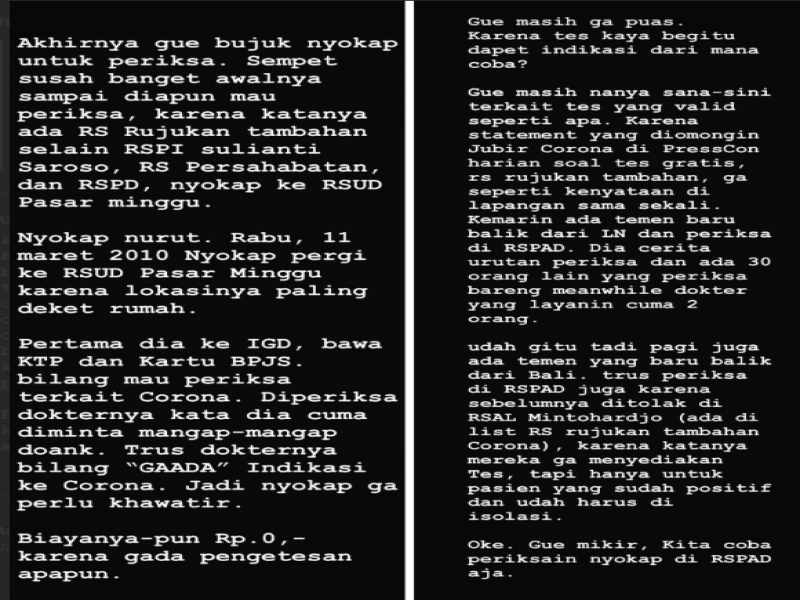 Akhirnya gue bujuk nyokap
untuk periksa. Sempet
susah banget awalnya
sampai diapun mau
periksa, karena katanya
ada RS Rujukan tambahan
selain RSPI sulianti
Saroso, RS Persahabatan,
dan RSPD, nyokap ke RSUD
Pasar minggu.
Nyokap nurut. Rabu, 11
maret 2010 Nyokap pergi
ke RSUD Pasar Minggu
karena lokasinya paling
deket rumah.
Pertama dia ke IGD, bawa
KTP dan Kartu BPJS.
bilang mau periksa
terkait Corona. Diperiksa
dokternya kata dia cuma
diminta mangap-mangap
doank. Trus dokternya
bilang “GAADA” Indikasi
ke Corona. Jadi nyokap ga
perlu khawatir.
Biayanya-pun Rp.0,-
karena gada pengetesan
apapun.
Gue masih ga puas.
Karena tes kaya begitu
dapet indikasi dari mana
coba?
Gue masih nanya sana-sini
terkait tes yang valid
seperti apa. Karena
statement yang diomongin
Jubir Corona di PressCon
harian soal tes gratis,
rs rujukan tambahan, ga
seperti kenyataan di
lapangan sama sekali.
Kemarin ada temen baru
balik dari LN dan periksa
di RSPAD. Dia cerita
urutan periksa dan ada 30
orang lain yang periksa
bareng meanwhile dokter
yang layanin cuma 2
orang.
udah gitu tadi pagi juga
ada temen yang baru balik
dari Bali. trus periksa
di RSPAD juga karena
sebelumnya ditolak di
RSAL Mintohardjo (ada di
list RS rujukan tambahan
Corona), karena katanya
mereka ga menyediakan
Tes, tapi hanya untuk
pasien yang sudah positif
dan udah harus di
isolasi.
Oke. Gue mikir, Kita coba
periksain nyokap di RSPAD
aja.